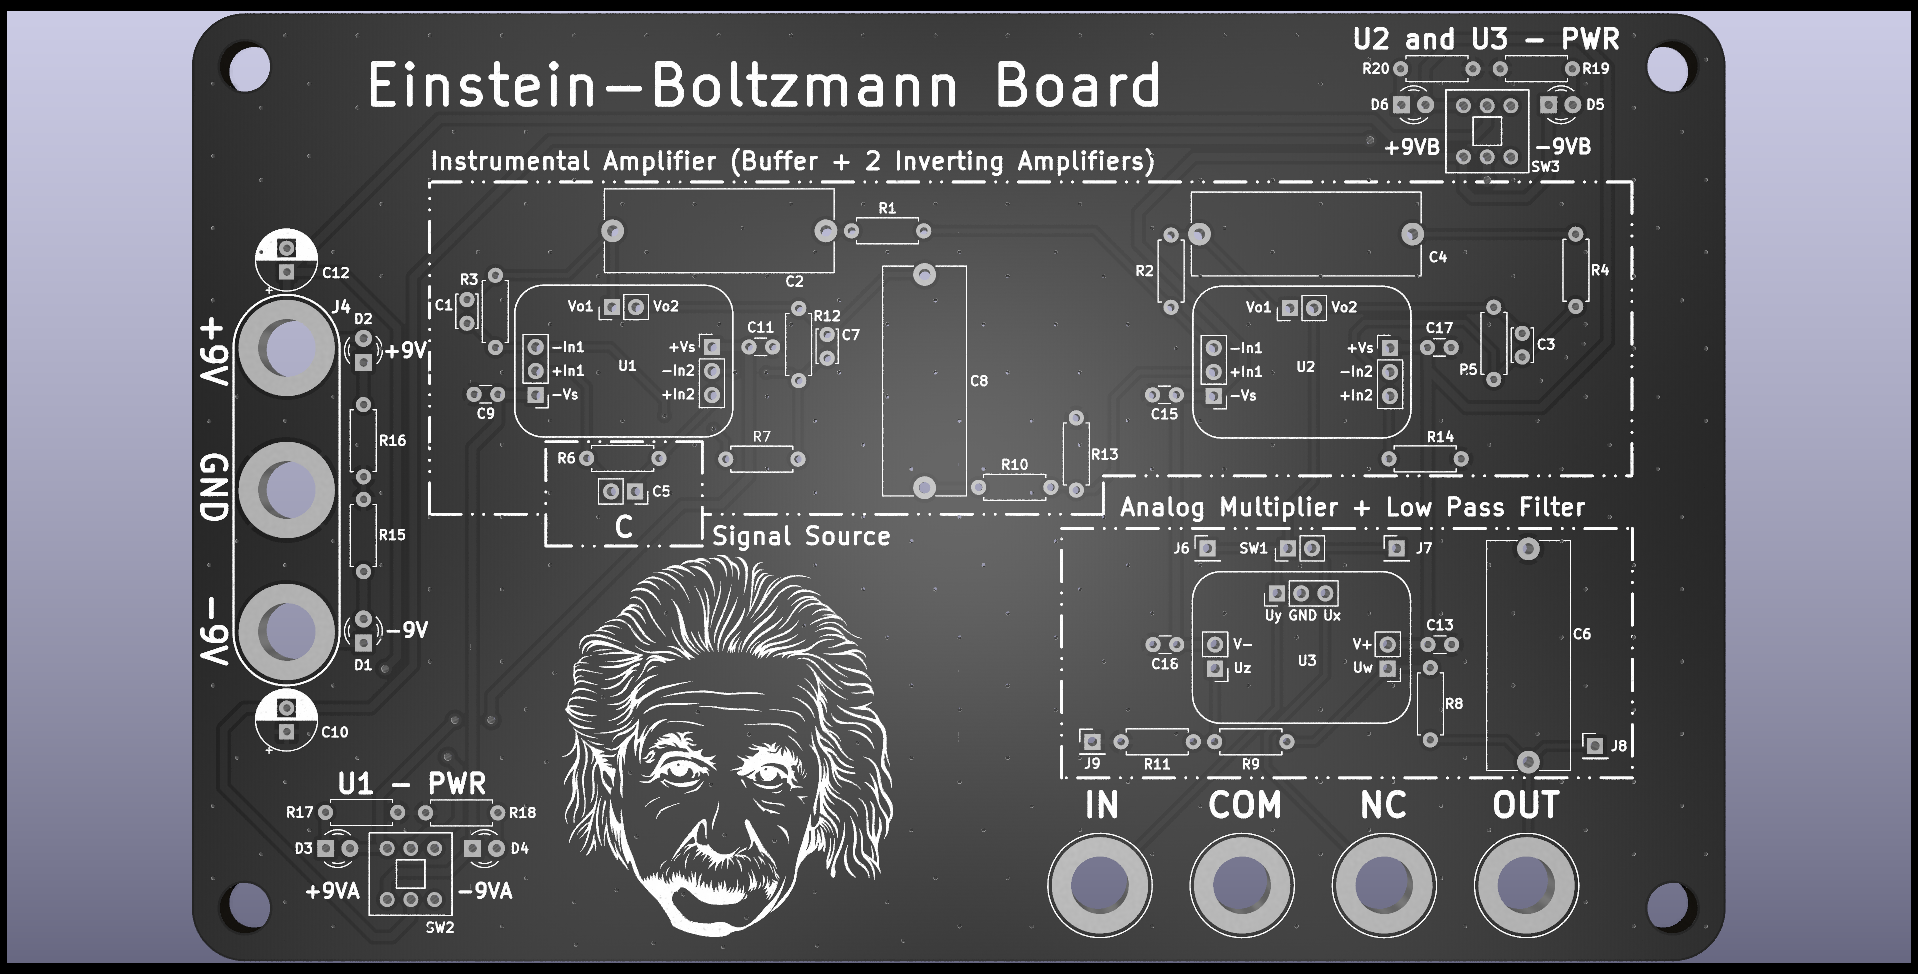 U2 and U3 - PWR
R20
R19
Einstein-Boltzmann Board
D6
D5
+9VB
-9VB
SW3
Instrumental Amplifier (Buffer + 2 Inverting Amplifiers)
R1
C12
R3
C2
R2
C4
R4
J4
C1
Vo1
Vo2
R12
Vo1
Vo2
+9V
D2
+9V
-In1
+Vs
C11
C7
-In1
+Vs
C17
C3
+In1
U1
-In2
C8
+In1
U2
-In2
R5
-Vs
+In2
-Vs
+In2
C9
C15
R16
R7
R14
R6
R13
GND
C5
R10
C
Signal Source
Analog Multiplier + Low Pass Filter
R15
J6
SW1
J7
Uy GND Ux
-9V
-9V
D1
C13
C6
V-
V+
C16
Uz
U3
Uw
R8
C10
J8
J9
R11
R9
U1 - PWR
IN
COM
NC
OUT
R17
R18
D3
D4
+9VA
-9VA
SW2